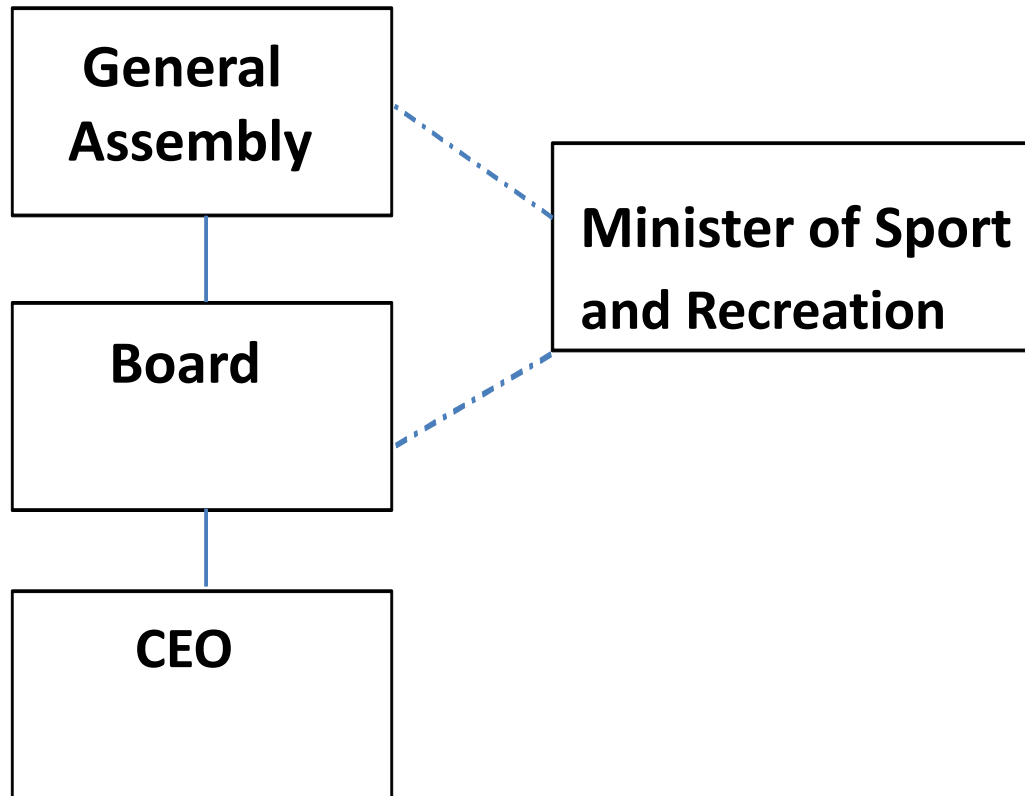 General
Assembly
Minister of Sport
and Recreation
Board
CEO